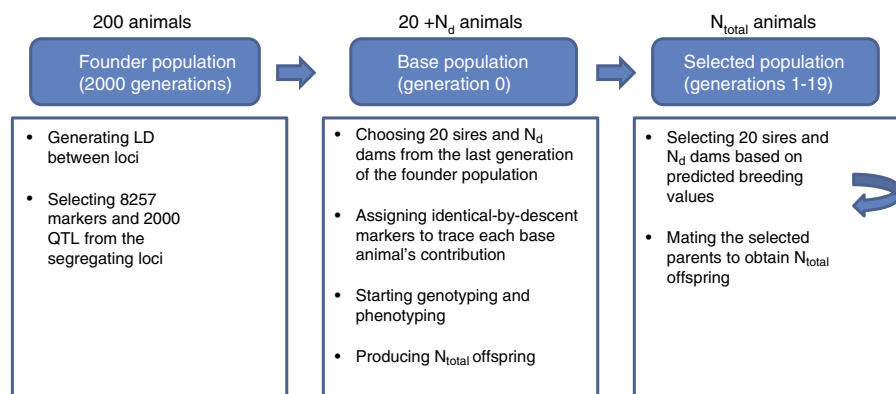 200 animals
Founder population
(2000 generations)
• Generating LD
between loci
• Selecting 8257
markers and 2000
QTL from the
segregating loci
20 +Nd animals
Base population
(generation 0)
• Choosing 20 sires and Nd
dams from the last generation
of the founder population
• Assigning identical-by-descent
markers to trace each base
animal's contribution
• Starting genotyping and
phenotyping
• Producing Ntotal offspring
Ntotal animals
Selected population
(generations 1-19)
• Selecting 20 sires and
Nd dams based on
predicted breeding
values
• Mating the selected
parents to obtain Ntotal
offspring